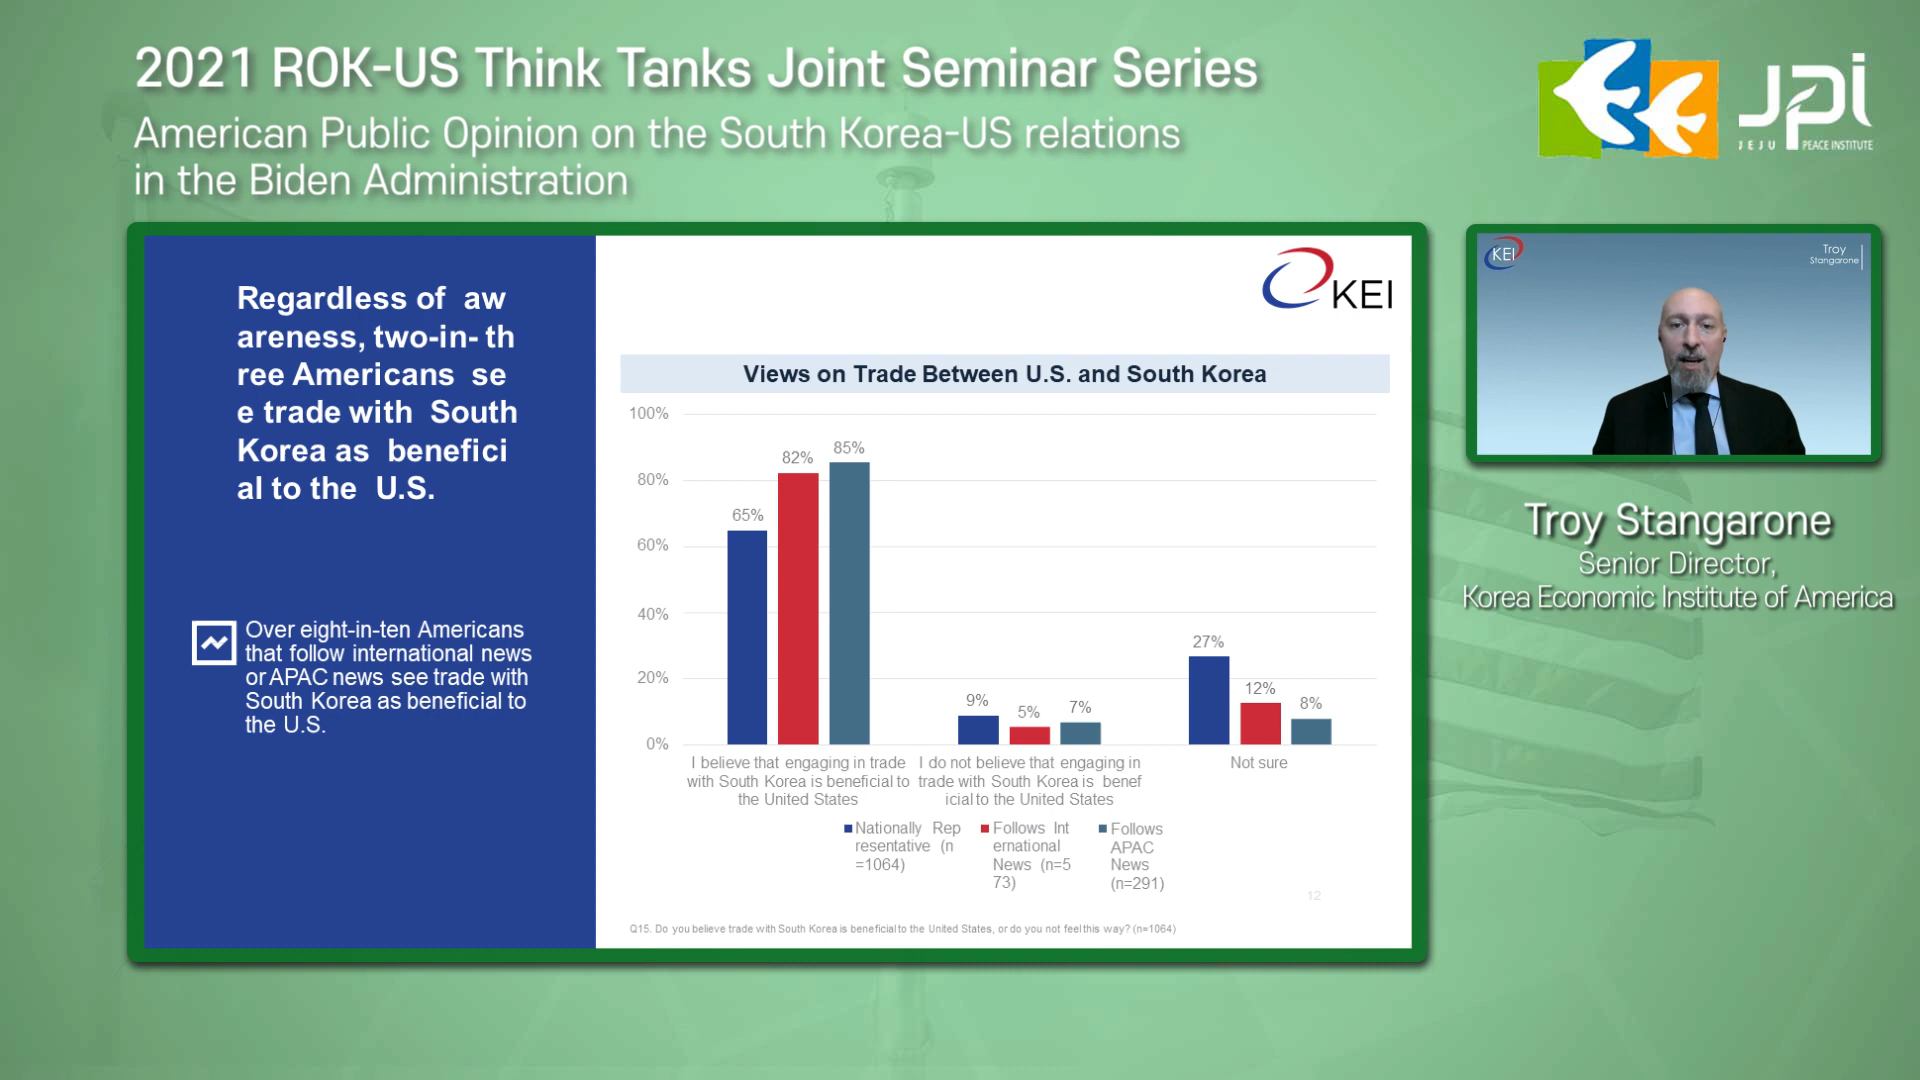 2021 ROK-US Think Tanks Joint Seminar Series
American Public Opinion on the South Korea-US relations
in the Biden Administration
JPI
JEJU PEACE INSTITUTE
Regardless of aw
areness, two-in- th
ree Americans se
e trade with South
Korea as benefici
al to the U.S.
Over eight-in-ten Americans
that follow international news
or APAC news see trade with
South Korea as beneficial to
the U.S.
KEI
Views on Trade Between U.S. and South Korea
100%
80%
60%
40%
20%
0%
65%
82%
85%
9%
5%
7%
27%
12%
8%
I believe that engaging in trade
with South Korea is beneficial to
the United States
I do not believe that engaging in
trade with South Korea is benef
icial to the United States
Not sure
Nationally Rep
resentative (n
=1064)
Follows Int
ernational
News (n=5
73)
Follows
APAC
News
(n=291)
12
Q15. Do you believe trade with South Korea is beneficial to the United States, or do you not feel this way? (n=1064)
KEI
Troy
Stangarone
Troy Stangarone
Senior Director,
Korea Economic Institute of America